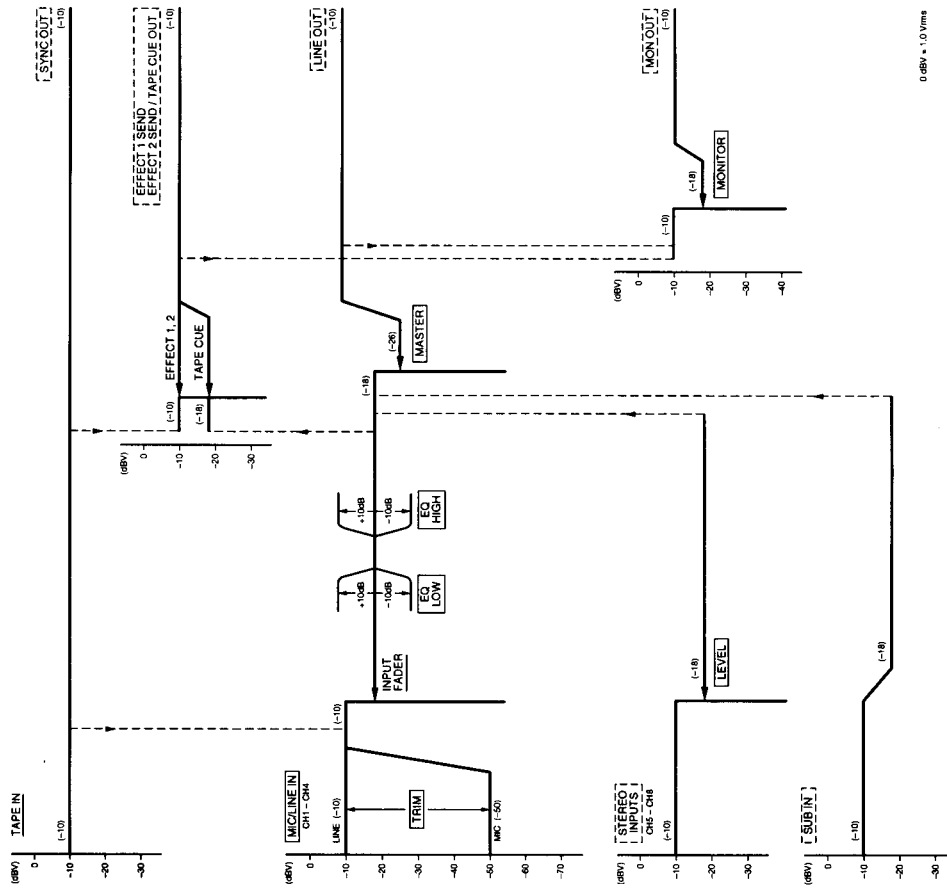 TAPE IN
(dBV)
0
-10
-20
-30
(-10)
SYNC OUT
(-10)
EFFECT 1 SEND
EFFECT 2 SEND / TAPE CUE OUT
(-10)
(dBV)
0
-10
-20
-30
(-10)
(-18)
EFFECT 1, 2
TAPE CUE
MIC/LINE IN
CH1 - CH4
(dBV)
0
-10
-20
-30
-40
-50
-60
-70
LINE (-10)
TRIM
MIC (-50)
(-10)
INPUT
FADER
+10dB
-10dB
EQ
LOW
+10dB
-10dB
EQ
HIGH
(-18)
(-26)
MASTER
LINE OUT
(-10)
STEREO
INPUTS
CH5 - CH8
(dBV)
0
-10
-20
-30
(-10)
(-18)
LEVEL
(dBV)
0
-10
-20
-30
-40
(-10)
(-18)
MONITOR
MON OUT
(-10)
SUB IN
(dBV)
0
-10
-20
-30
(-10)
(-18)
0 dBV = 1.0 Vrms